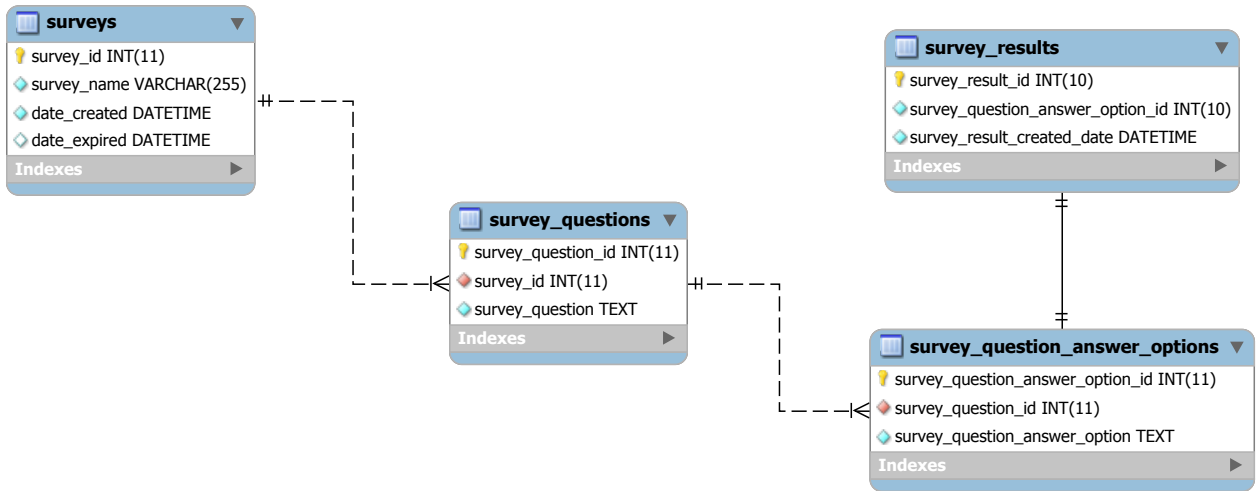 surveys
survey_id INT(11)
survey_name VARCHAR(255)
date_created DATETIME
date_expired DATETIME
Indexes
survey_results
survey_result_id INT(10)
survey_question_answer_option_id INT(10)
survey_result_created_date DATETIME
Indexes
survey_questions
survey_question_id INT(11)
survey_id INT(11)
survey_question TEXT
Indexes
survey_question_answer_options
survey_question_answer_option_id INT(11)
survey_question_id INT(11)
survey_question_answer_option TEXT
Indexes